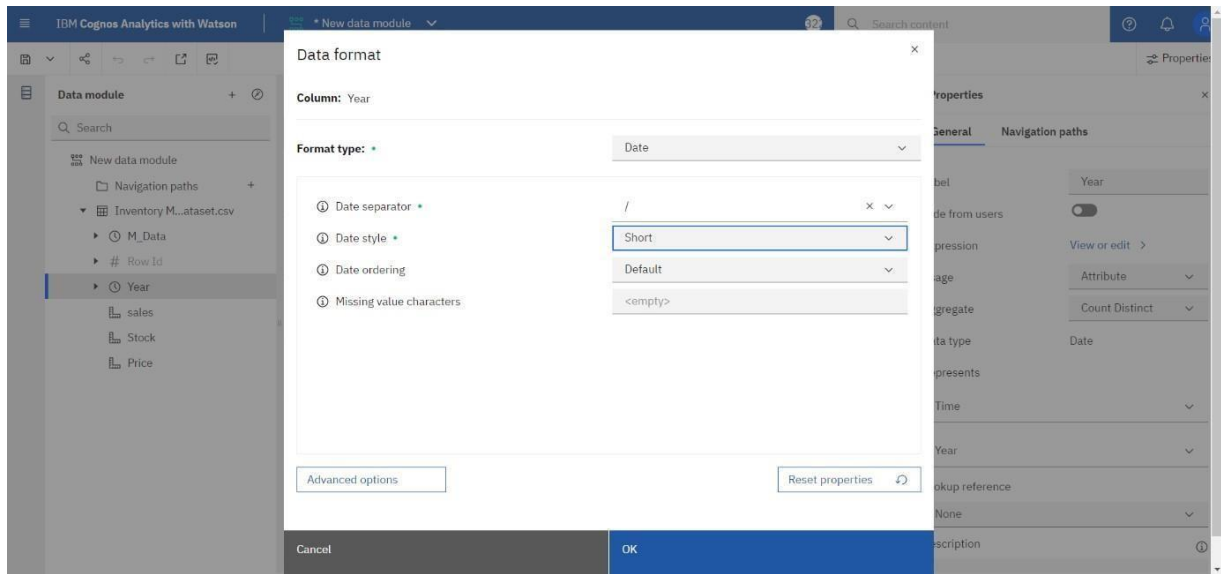 IBM Cognos Analytics with Watson
* New data module
Search content
Propertie
Data module
Search
New data module
Navigation paths
Inventory M...ataset.csv
M_Data
# Row Id
Year
sales
Stock
Price
Data format
Column: Year
Format type:
Date
Date separator
/
Date style
Short
Date ordering
Default
Missing value characters
<empty>
Advanced options
Reset properties
Cancel
OK
roperties
General Navigation paths
bel
Year
de from users
pression
View or edit >
age
Attribute
gregate
Count Distinct
ta type
Date
presents
Time
Year
okup reference
None
scription